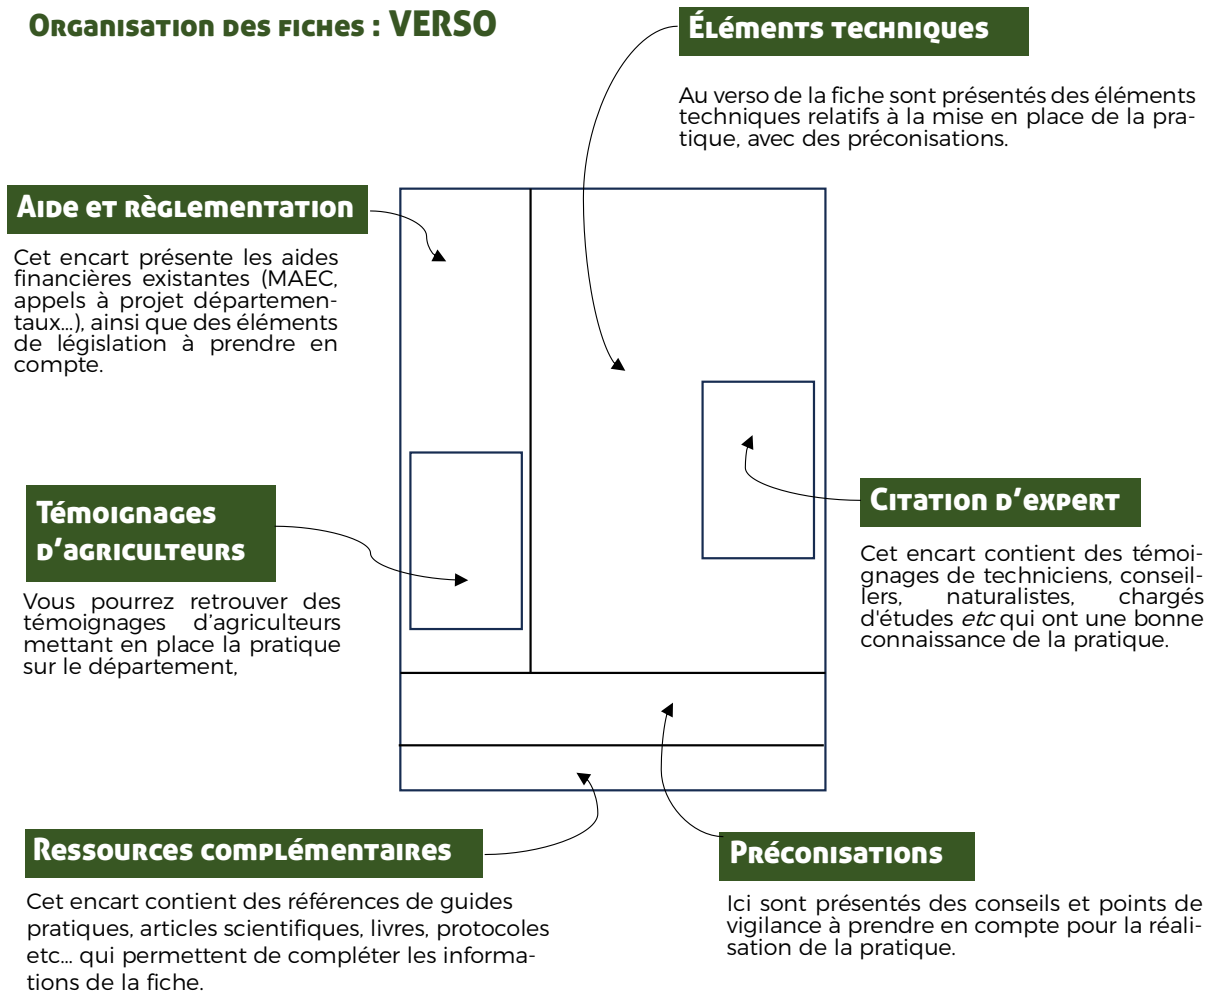 Organisation des fiches : VERSO
Éléments techniques
Au verso de la fiche sont présentés des éléments
techniques relatifs à la mise en place de la pra-
tique, avec des préconisations.
Aide et règlementation
Cet encart présente les aides
financières existantes (MAEC,
appels à projet départemen-
taux...), ainsi que des éléments
de législation à prendre en
compte.
Témoignages
d'agriculteurs
Vous pourrez retrouver des
témoignages d'agriculteurs
mettant en place la pratique
sur le département,
Citation d'expert
Cet encart contient des témoi-
gnages de techniciens, conseil-
lers, naturalistes, chargés
d'études etc qui ont une bonne
connaissance de la pratique.
Ressources complémentaires
Cet encart contient des références de guides
pratiques, articles scientifiques, livres, protocoles
etc... qui permettent de compléter les informa-
tions de la fiche.
Préconisations
Ici sont présentés des conseils et points de
vigilance à prendre en compte pour la réali-
sation de la pratique.